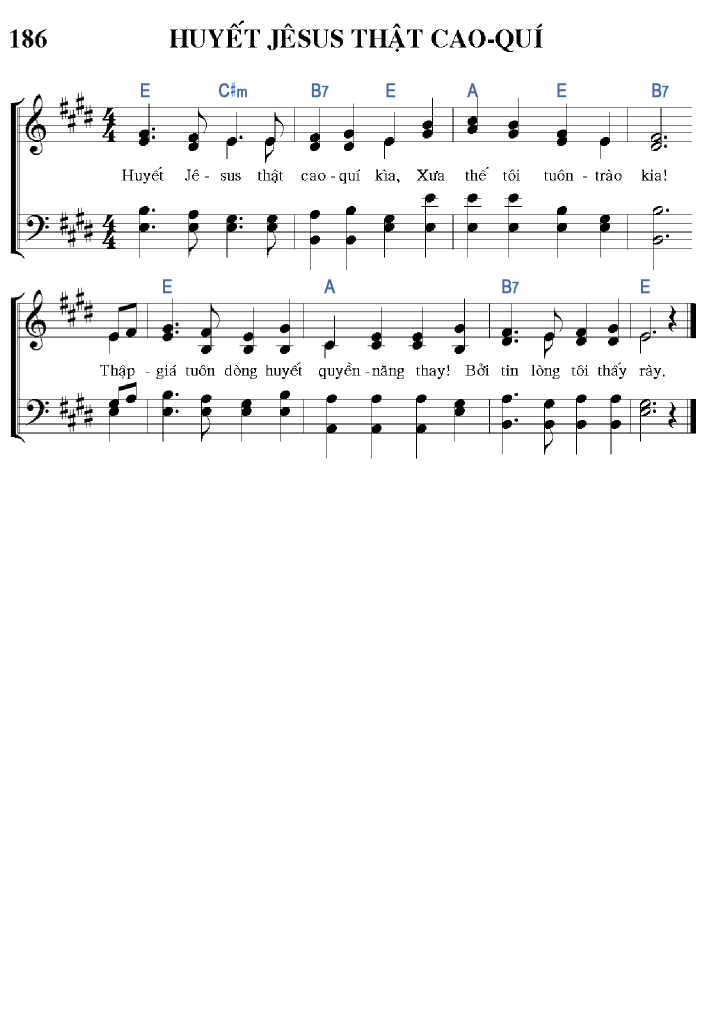 186 HUYẾT JÊSUS THẬT CAO-QUÍ
E C#m B7 E A E B7
4 4
Huyết Jê - sus thật cao - quí kìa, Xưa thế tôi tuôn - trào kia!
4 4
E A B7 E
Thập - giá tuôn dòng huyết quyền - năng thay! Bởi tin lòng tôi thấy rày.